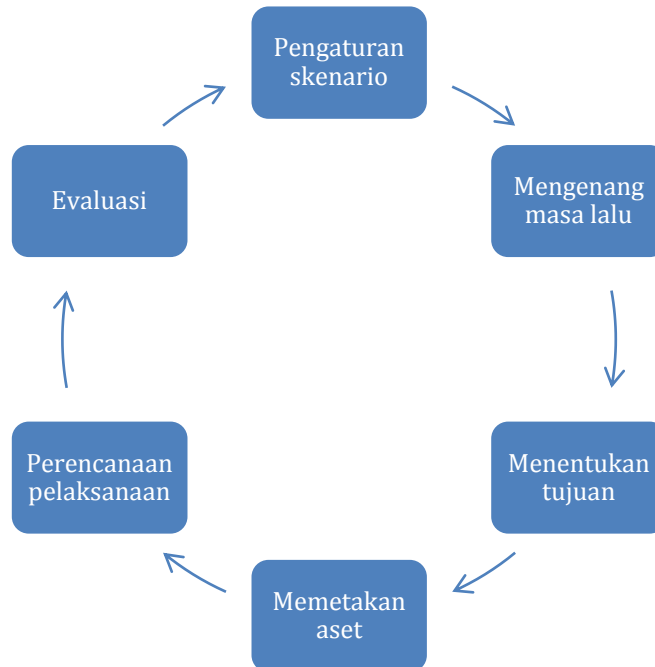 Pengaturan
skenario
Mengenang
masa lalu
Menentukan
tujuan
Memetakan
aset
Perencanaan
pelaksanaan
Evaluasi